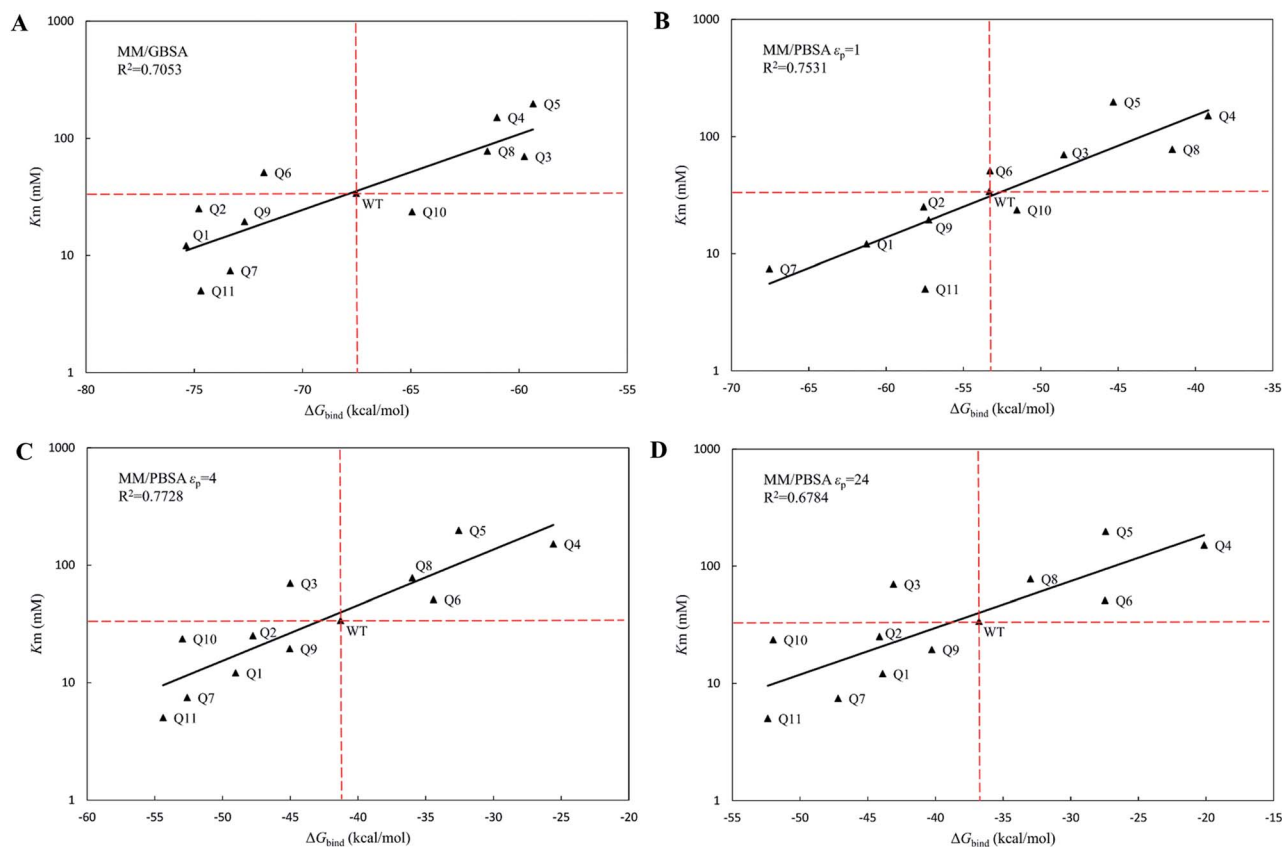 A
MM/GBSA
R²=0.7053
Km (mM)
1000
100
10
1
Q5
Q4
Q8
Q3
Q6
WT
Q2
Q9
Q10
Q1
Q7
Q11
-80
-75
-70
-65
-60
-55
ΔGbind (kcal/mol)
B
MM/PBSA εp=1
R²=0.7531
Km (mM)
1000
100
10
1
Q5
Q4
Q8
Q3
Q6
WT
Q2
Q10
Q9
Q1
Q7
Q11
-70
-65
-60
-55
-50
-45
-40
-35
ΔGbind (kcal/mol)
C
MM/PBSA εp=4
R²=0.7728
Km (mM)
1000
100
10
1
Q5
Q4
Q8
Q3
Q6
WT
Q10
Q2
Q9
Q1
Q7
Q11
-60
-55
-50
-45
-40
-35
-30
-25
-20
ΔGbind (kcal/mol)
D
MM/PBSA εp=24
R²=0.6784
Km (mM)
1000
100
10
1
Q5
Q4
Q8
Q3
Q6
WT
Q10
Q2
Q9
Q1
Q7
Q11
-55
-50
-45
-40
-35
-30
-25
-20
-15
ΔGbind (kcal/mol)